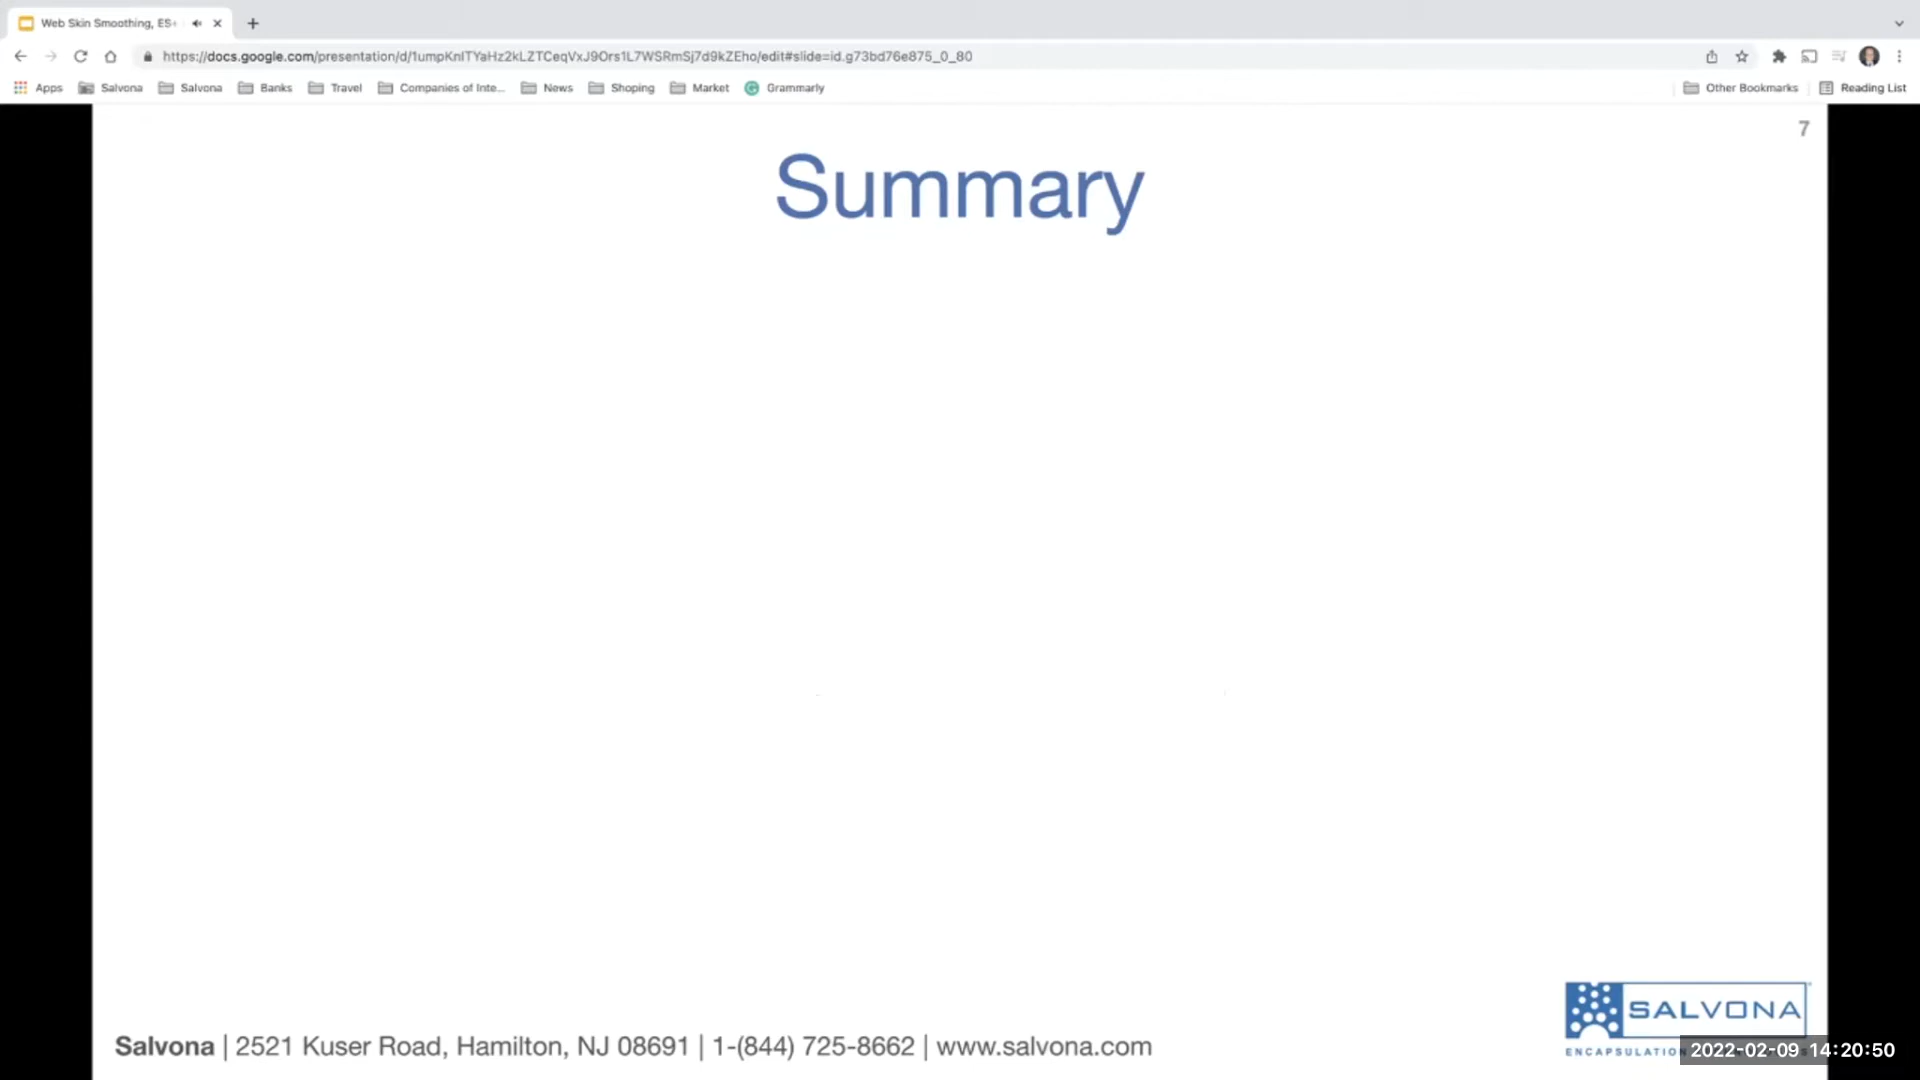 Web Skin Smoothing, ES+
https://docs.google.com/presentation/d/1umpKnITYaHz2kLZTCeqVxJ9Ors1L7WSRmSj7d9kZEho/edit#slide=id.g73bd76e875_0_80
Apps Salvona Salvona Banks Travel Companies of Inte... News Shoping Market Grammarly Other Bookmarks Reading List
7
Summary
SALVONA
ENCAPSULATION
Salvona | 2521 Kuser Road, Hamilton, NJ 08691 | 1-(844) 725-8662 | www.salvona.com
2022-02-09 14:20:50